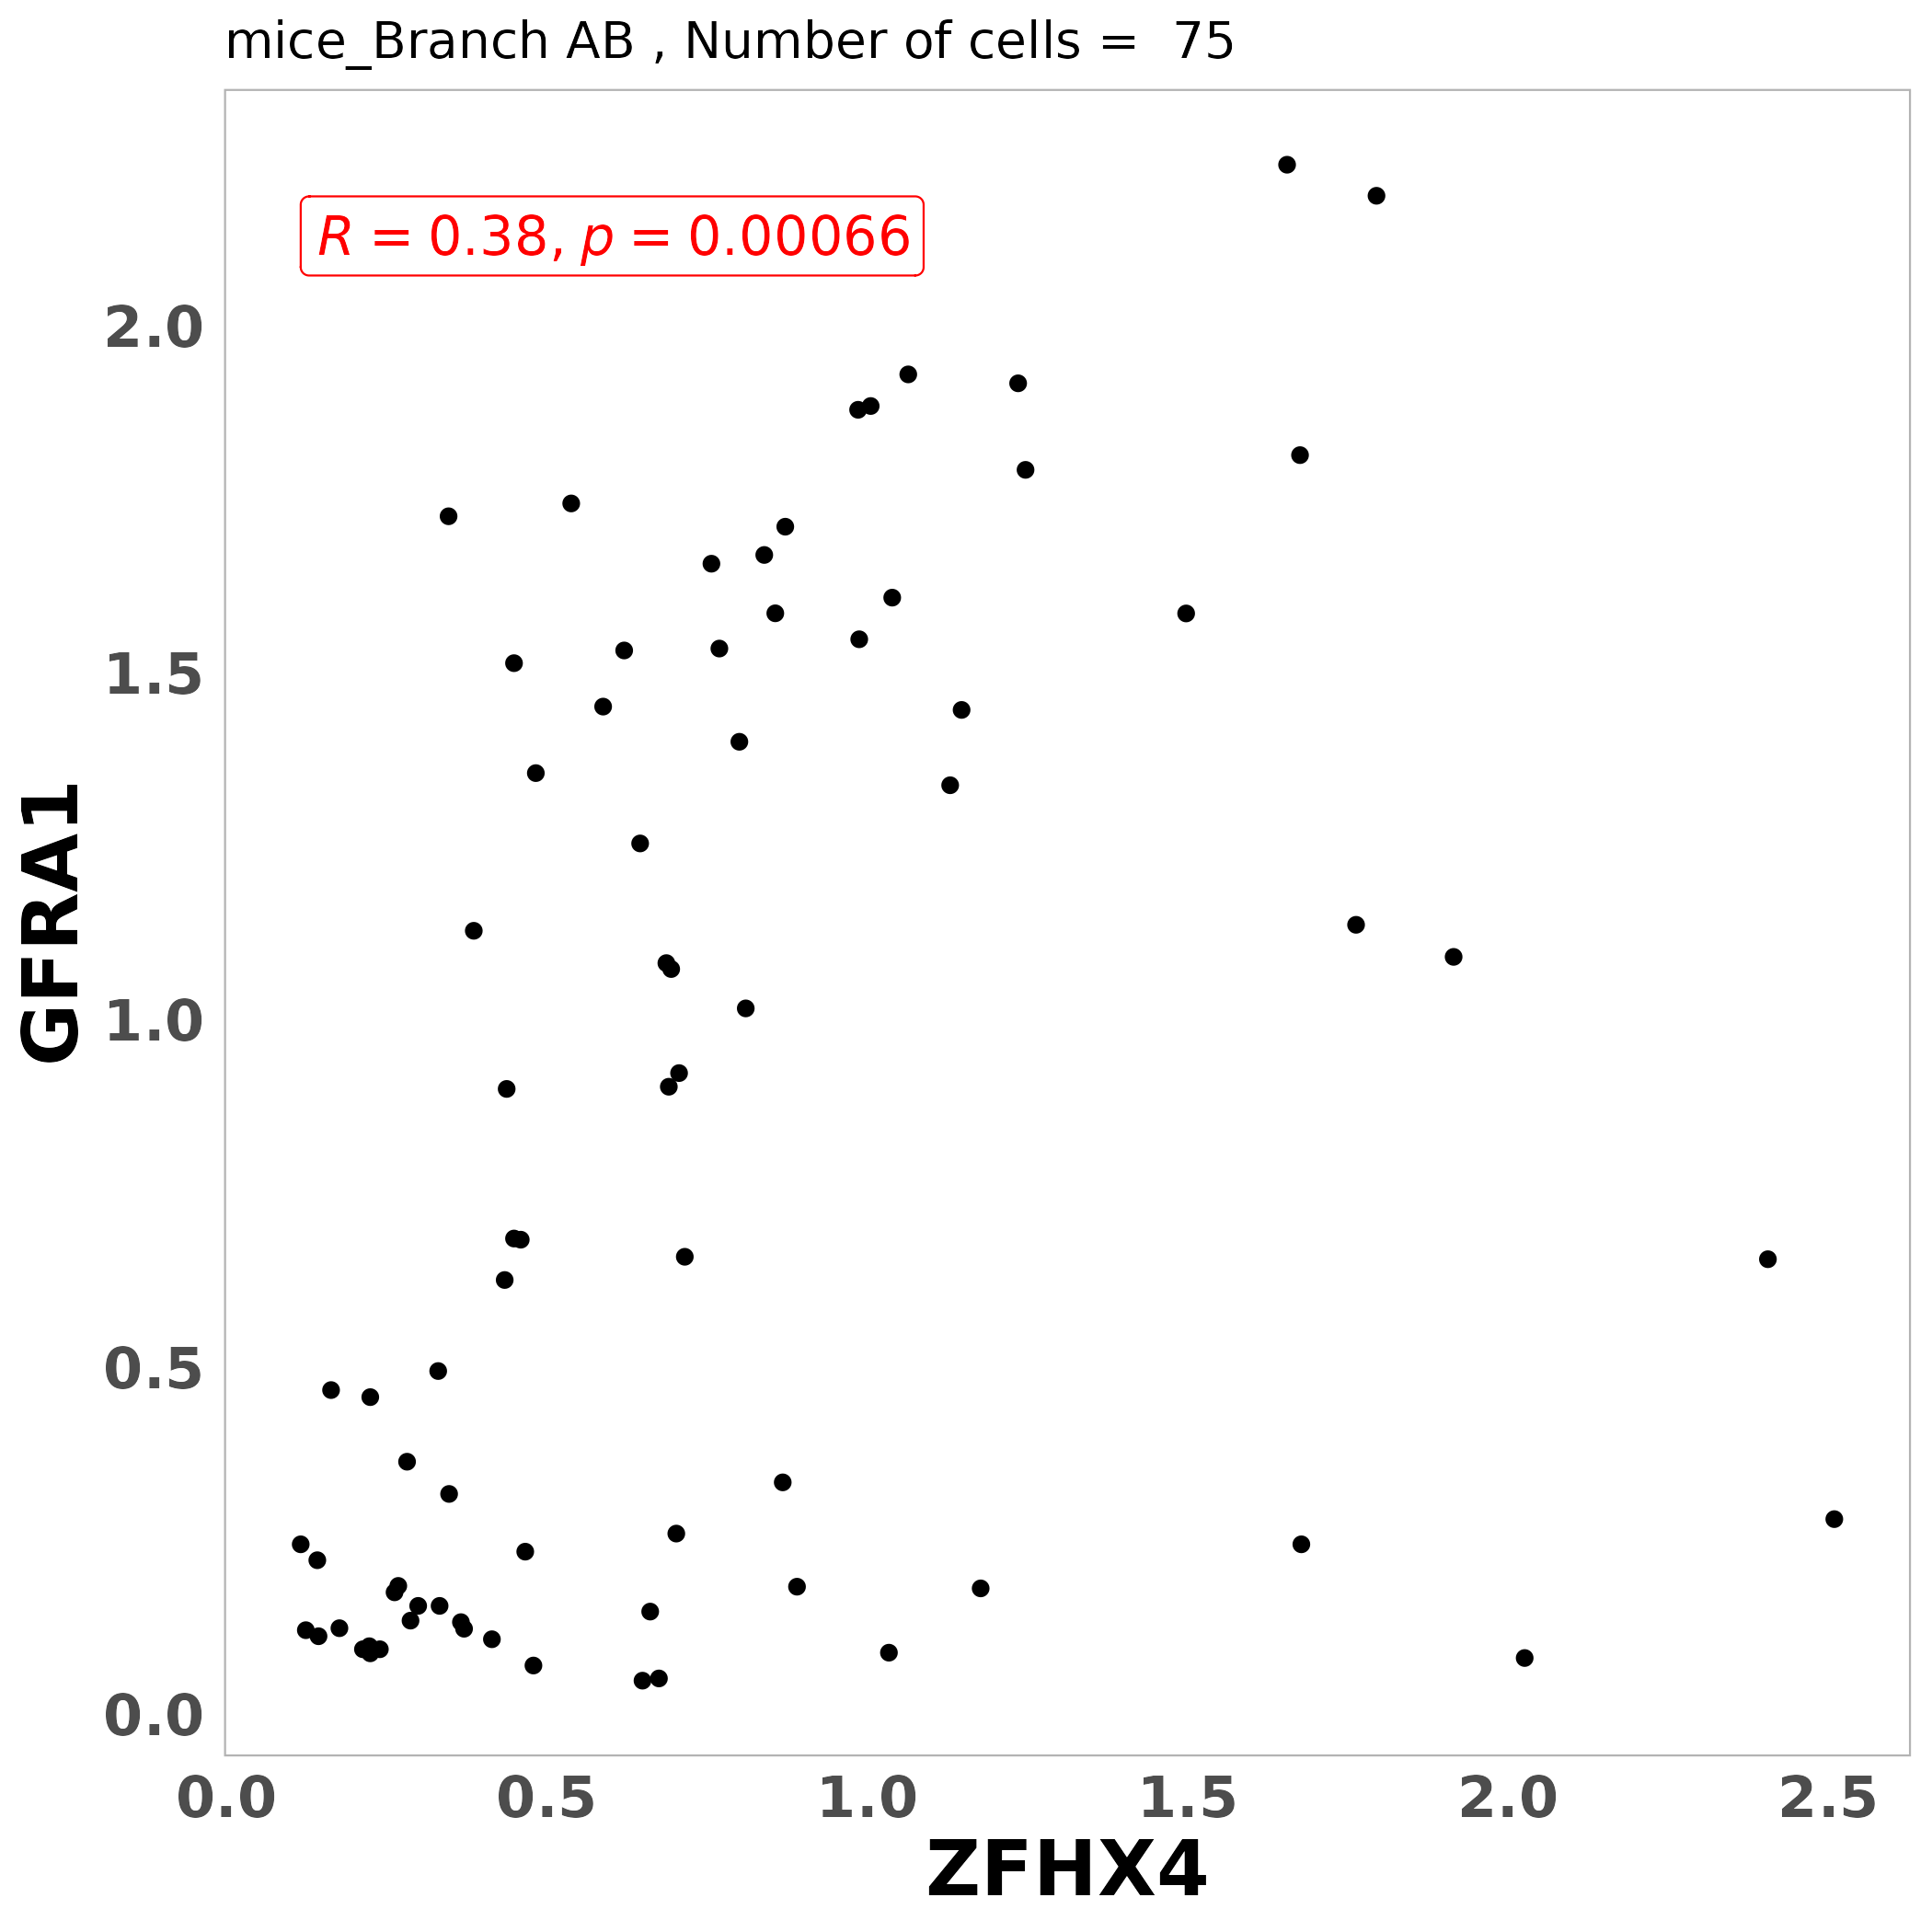 mice_Branch AB , Number of cells =  75
R = 0.38, p = 0.00066
2.0
1.5
1.0
0.5
0.0
GFRA1
0.0 0.5 1.0 1.5 2.0 2.5
ZFHX4